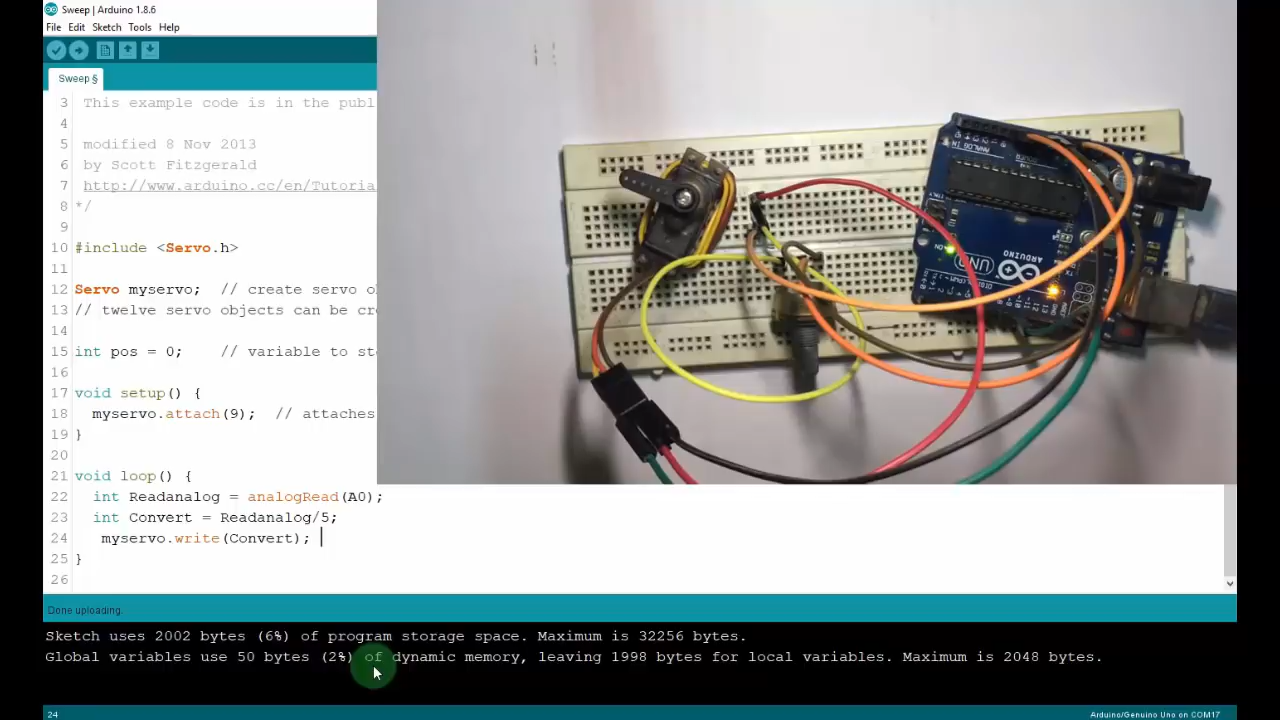 Sweep | Arduino 1.8.6
File Edit Sketch Tools Help
Sweep §
3 This example code is in the publ
4
5 modified 8 Nov 2013
6 by Scott Fitzgerald
7 http://www.arduino.cc/en/Tutoria
8 */
9
10 #include <Servo.h>
11
12 Servo myservo; // create servo o
13 // twelve servo objects can be cr
14
15 int pos = 0; // variable to st
16
17 void setup() {
18 myservo.attach(9); // attaches
19 }
20
21 void loop() {
22 int Readanalog = analogRead(A0);
23 int Convert = Readanalog/5;
24 myservo.write(Convert);
25 }
26
ANALOG IN
UNO
ARDUINO
ON
Done uploading.
Sketch uses 2002 bytes (6%) of program storage space. Maximum is 32256 bytes.
Global variables use 50 bytes (2%) of dynamic memory, leaving 1998 bytes for local variables. Maximum is 2048 bytes.
24
Arduino/Genuino Uno on COM17